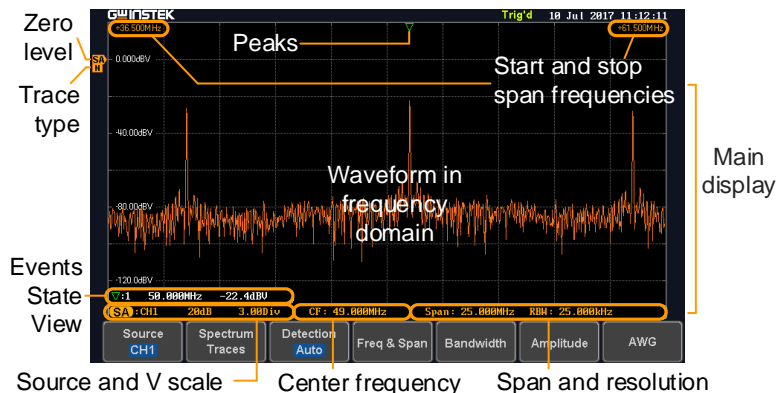 GWINSTEK
Trig'd 10 Jul 2017 11:12:11
Zero
level
+36.500MHz
Peaks
+61.500MHz
SA
N
0.000dBV
Start and stop
span frequencies
Trace
type
-40.00dBV
Main
display
Waveform in
frequency
domain
-80.00dBV
Events
State
View
-120.0dBV
:1 50.000MHz -22.4dBV
SA :CH1 20dB 3.00Div CF: 49.000MHz Span: 25.000MHz RBW: 25.000kHz
Source
CH1
Spectrum
Traces
Detection
Auto
Freq & Span
Bandwidth
Amplitude
AWG
Source and V scale
Center frequency
Span and resolution